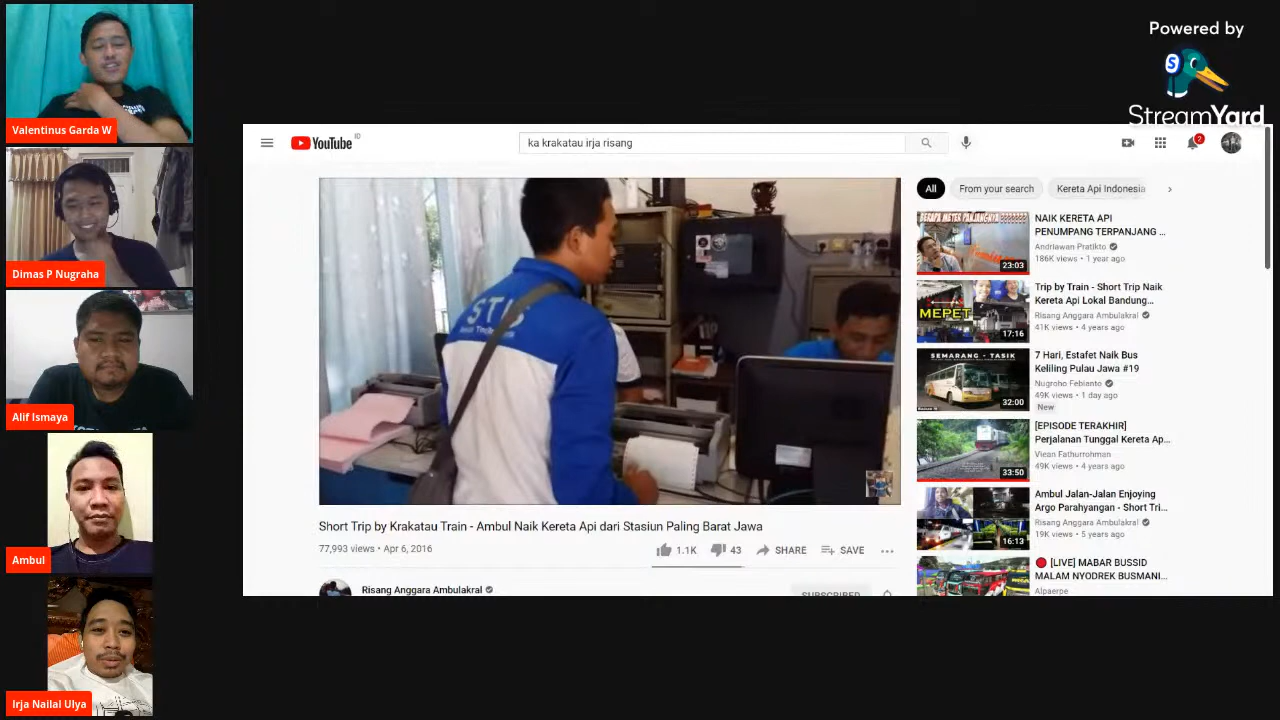 Valentinus Garda W
Dimas P Nugraha
Alif Ismaya
Ambul
Irja Nailal Ulya
Powered by
S
StreamYard
YouTube ID
ka krakatau irja risang
2
Short Trip by Krakatau Train - Ambul Naik Kereta Api dari Stasiun Paling Barat Jawa
77,993 views • Apr 6, 2016
1.1K
43
SHARE
SAVE
Risang Anggara Ambulakral
SUBSCRIBED
All
From your search
Kereta Api Indonesia
23:03
NAIK KERETA API
PENUMPANG TERPANJANG ...
Andriawan Pratikto
186K views • 1 year ago
MEPET
17:16
Trip by Train - Short Trip Naik
Kereta Api Lokal Bandung...
Risang Anggara Ambulakral
41K views • 4 years ago
SEMARANG - TASIK
32:00
7 Hari, Estafet Naik Bus
Keliling Pulau Jawa #19
Nugroho Febianto
49K views • 1 day ago
New
33:50
[EPISODE TERAKHIR]
Perjalanan Tunggal Kereta Ap...
Viean Fathurrohman
49K views • 4 years ago
16:13
Ambul Jalan-Jalan Enjoying
Argo Parahyangan - Short Tri...
Risang Anggara Ambulakral
19K views • 5 years ago
[LIVE] MABAR BUSSID
MALAM NYODREK BUSMANI...
Alpaerpe